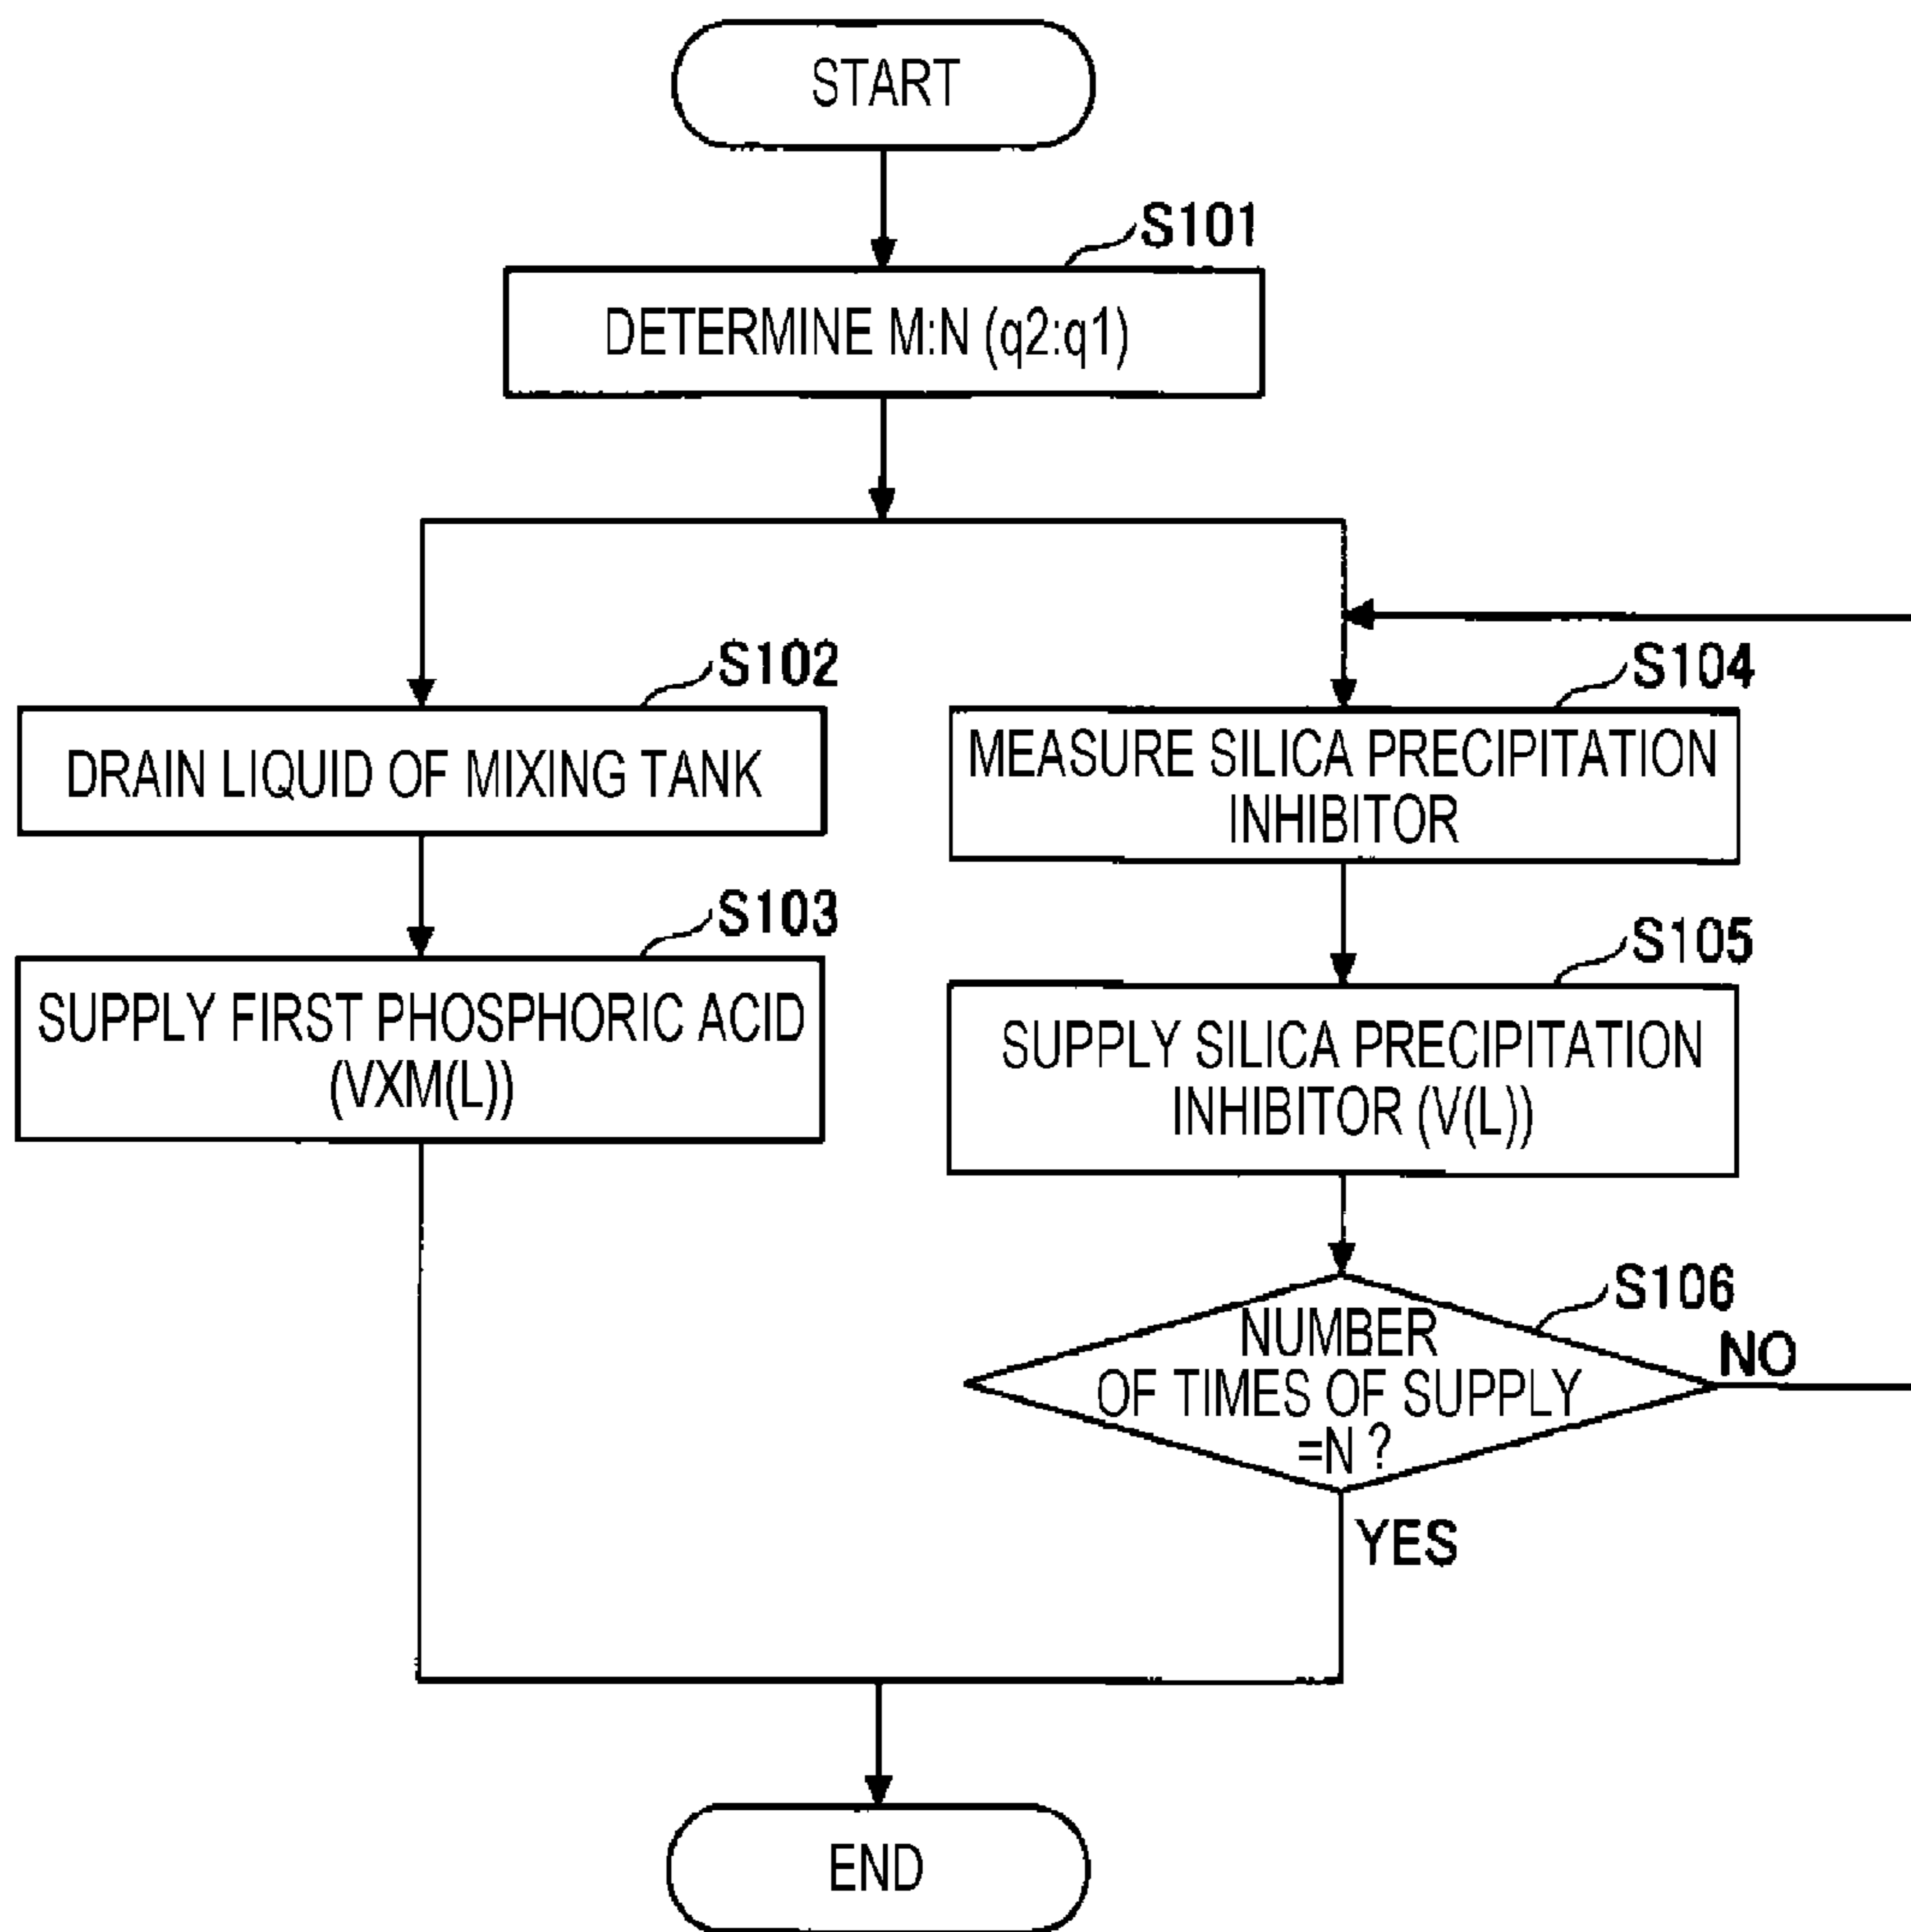 START
S101
DETERMINE M:N (q2:q1)
S102
DRAIN LIQUID OF MIXING TANK
S103
SUPPLY FIRST PHOSPHORIC ACID
(VXM(L))
S104
MEASURE SILICA PRECIPITATION
INHIBITOR
S105
SUPPLY SILICA PRECIPITATION
INHIBITOR (V(L))
S106
NUMBER
OF TIMES OF SUPPLY
=N ?
NO
YES
END